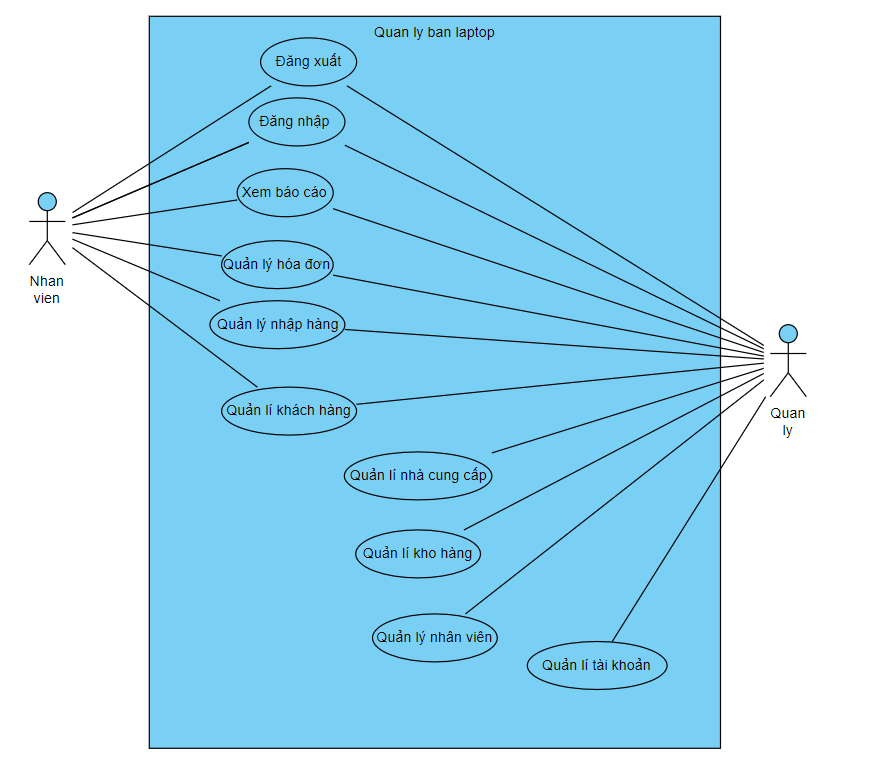 Quan ly ban laptop
Đăng xuất
Đăng nhập
Xem báo cáo
Quản lý hóa đơn
Nhan
vien
Quản lý nhập hàng
Quản lí khách hàng
Quan
ly
Quản lí nhà cung cấp
Quản lí kho hàng
Quản lý nhân viên
Quản lí tài khoản